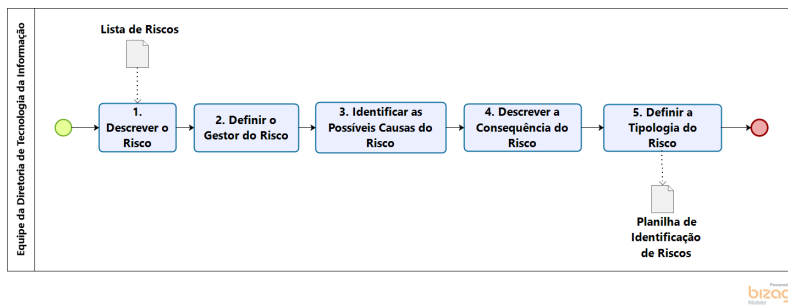 Equipe da Diretoria de Tecnologia da Informação
Lista de Riscos
1.
Descrever o
Risco
2. Definir o
Gestor do Risco
3. Identificar as
Possíveis Causas do
Risco
4. Descrever a
Consequência do
Risco
5. Definir a
Tipologia do
Risco
Planilha de
Identificação
de Riscos
Powered
bizag
Modeler